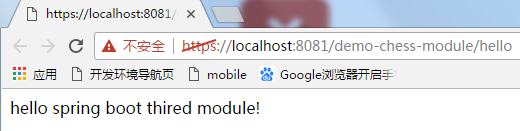 https://localhost:8081/
不安全 https://localhost:8081/demo-chess-module/hello
应用 开发环境导航页 mobile Google浏览器开启手
hello spring boot thired module!